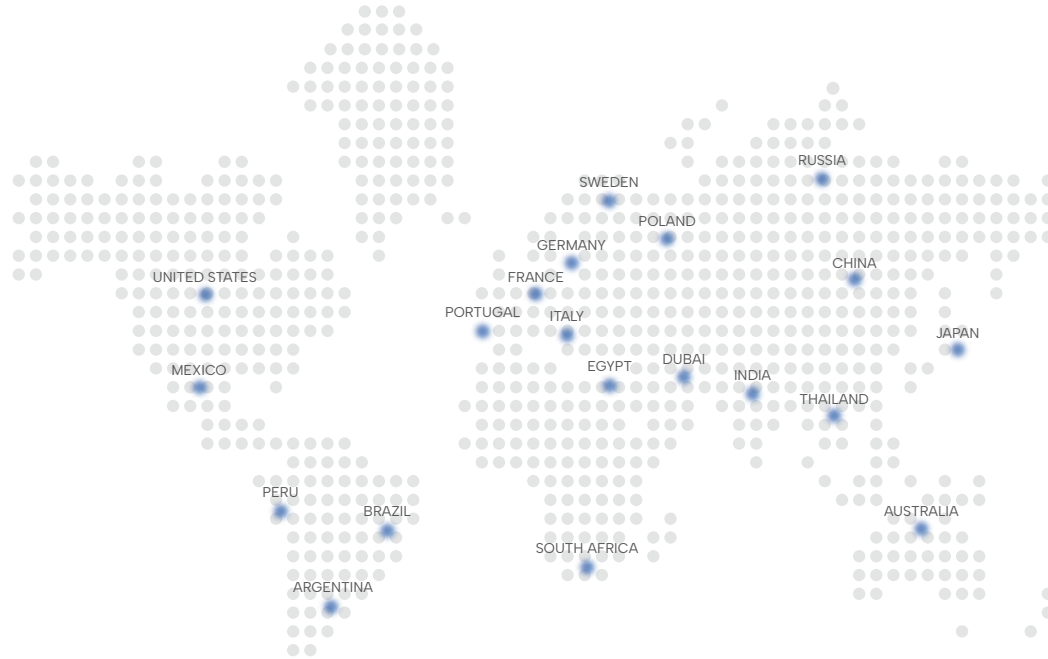 RUSSIA
SWEDEN
POLAND
GERMANY
CHINA
UNITED STATES
FRANCE
PORTUGAL
ITALY
JAPAN
DUBAI
EGYPT
MEXICO
INDIA
THAILAND
PERU
BRAZIL
AUSTRALIA
SOUTH AFRICA
ARGENTINA